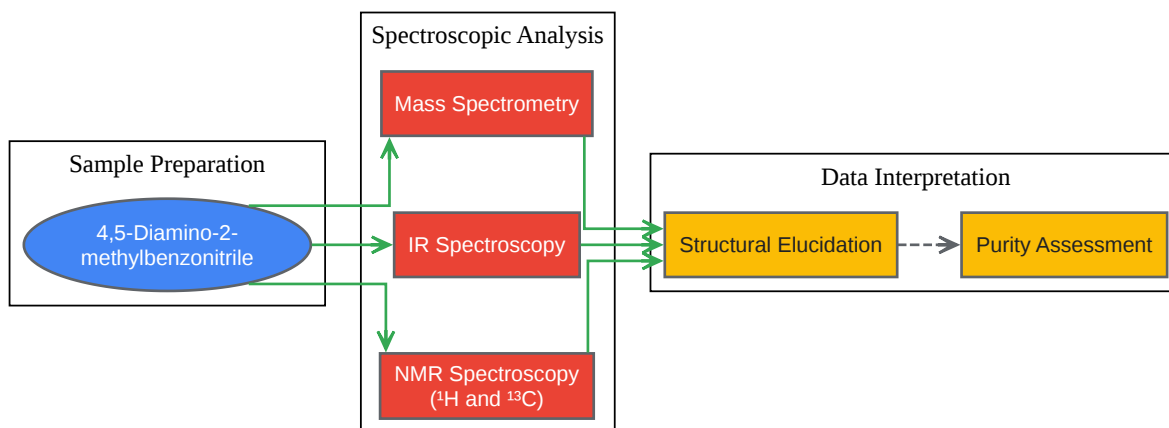 Sample Preparation
4,5-Diamino-2-
methylbenzonitrile
Spectroscopic Analysis
Mass Spectrometry
IR Spectroscopy
NMR Spectroscopy
(¹H and ¹³C)
Data Interpretation
Structural Elucidation
Purity Assessment